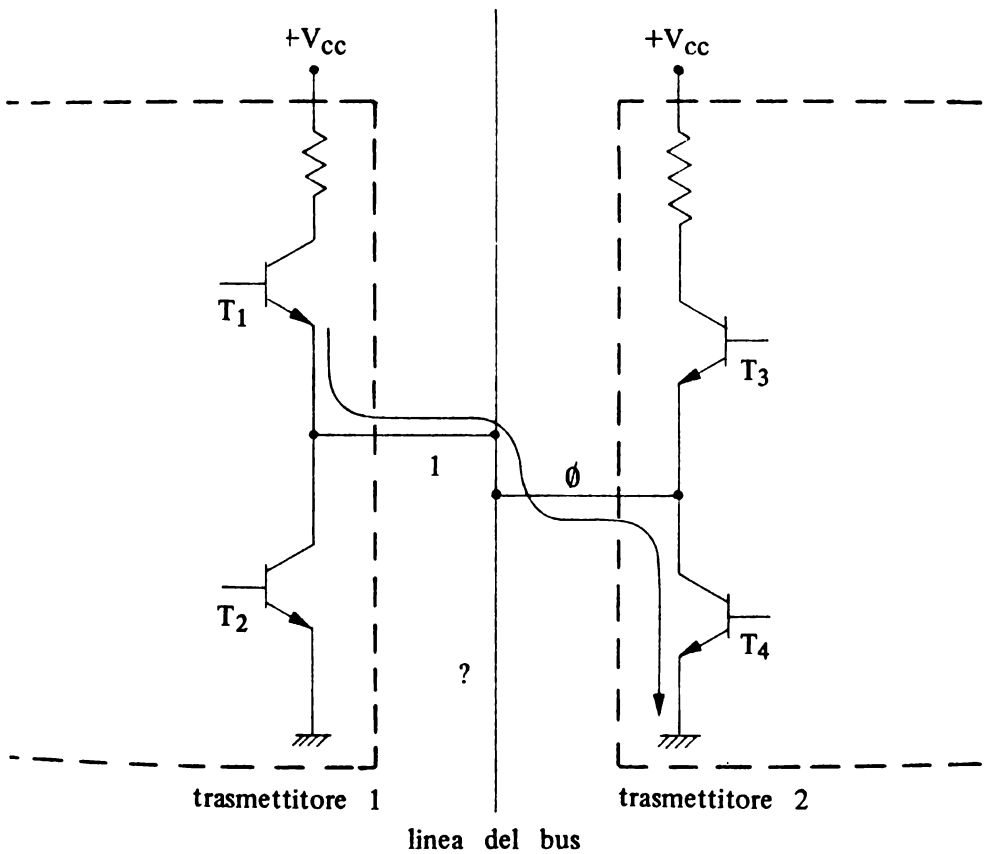 +Vcc
+Vcc
T1
T3
1
Ø
T2
T4
?
trasmettitore 1
trasmettitore 2
linea del bus